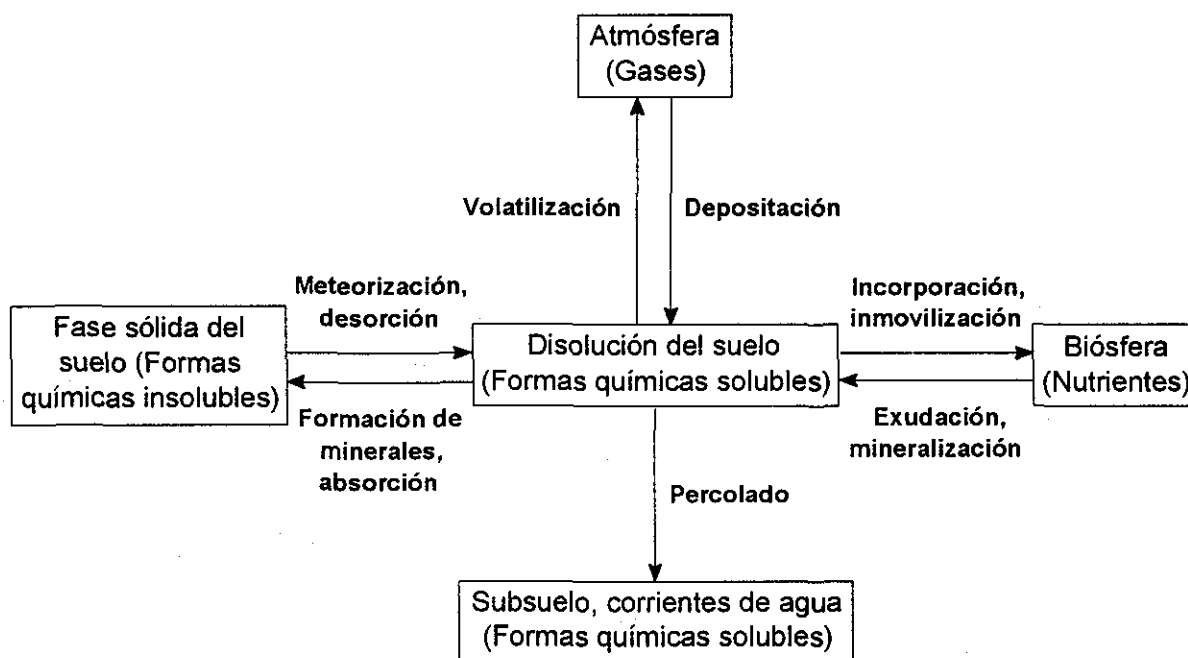 Atmósfera
(Gases)
Volatilización
Depositación
Meteorización,
desorción
Incorporación,
inmovilización
Fase sólida del
suelo (Formas
químicas insolubles)
Disolución del suelo
(Formas químicas solubles)
Biósfera
(Nutrientes)
Formación de
minerales,
absorción
Exudación,
mineralización
Percolado
Subsuelo, corrientes de agua
(Formas químicas solubles)